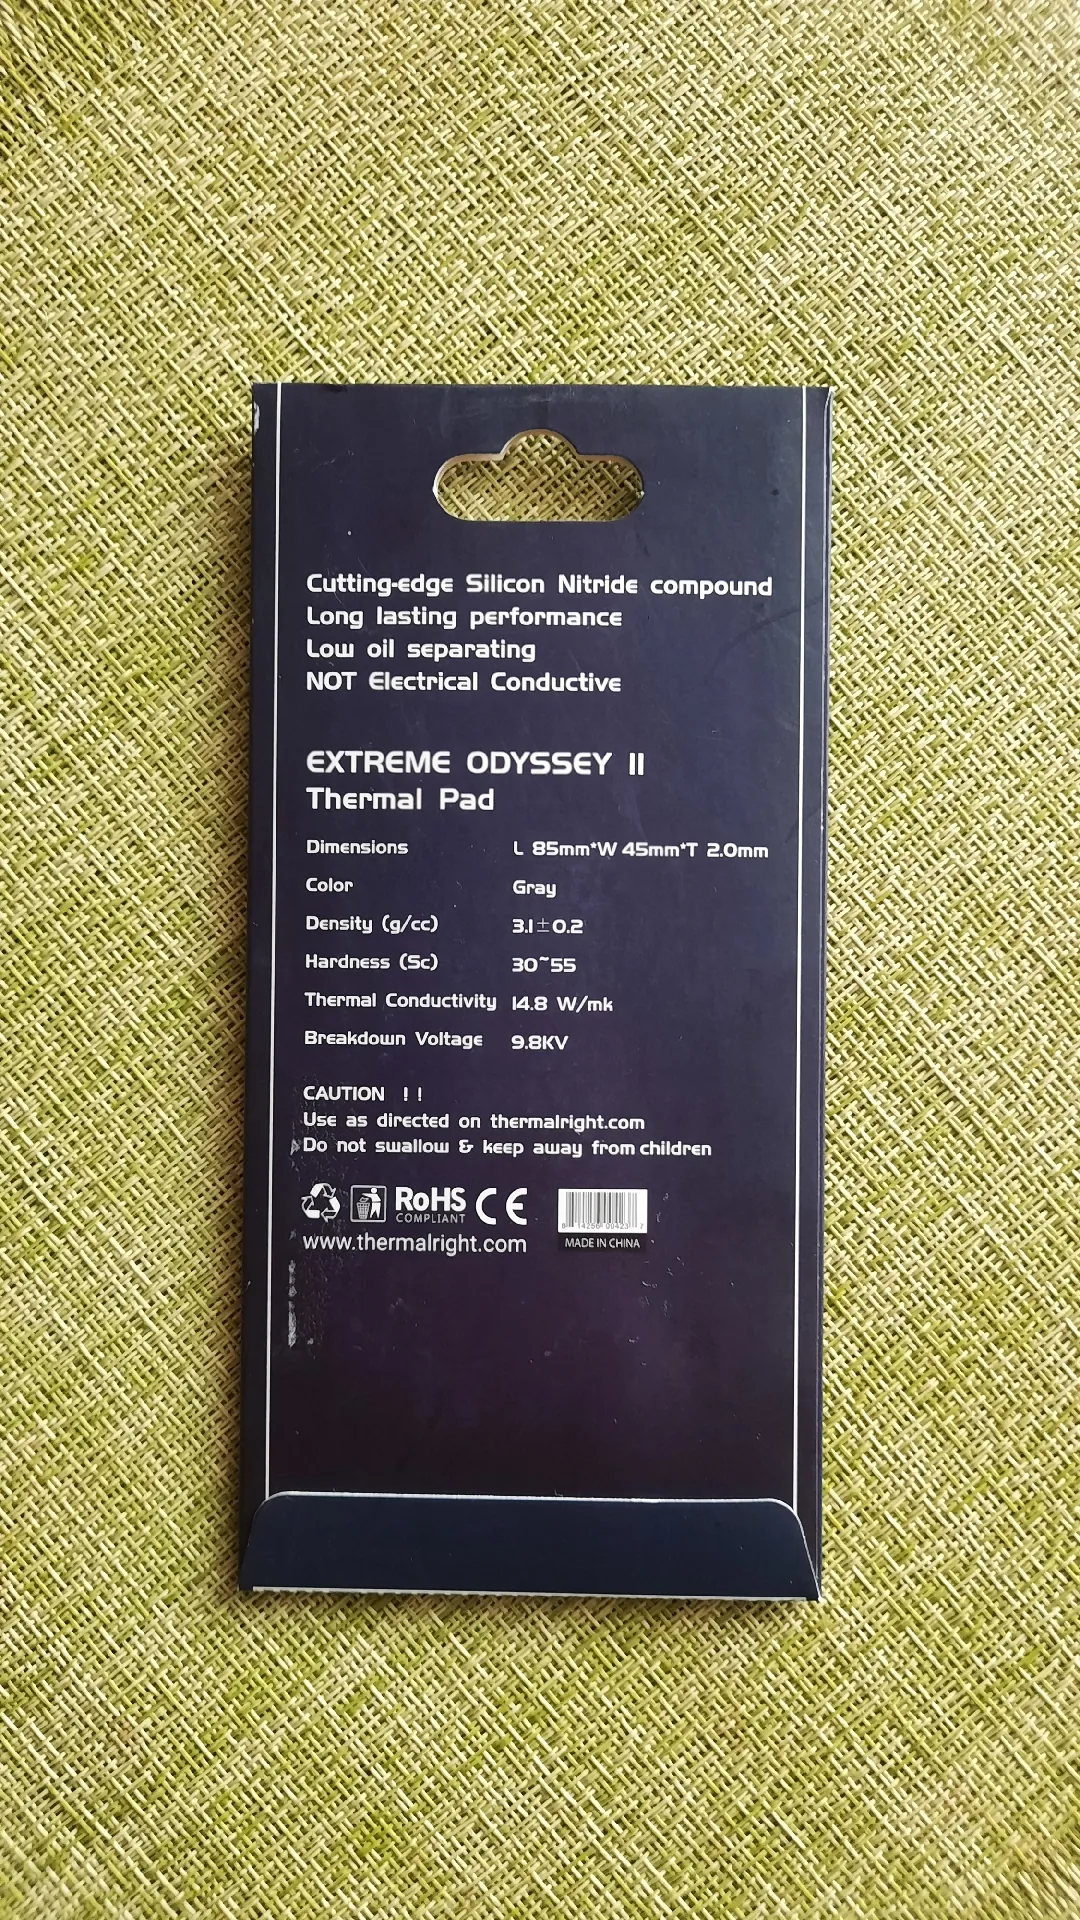 Cutting-edge Silicon Nitride compound
Long lasting performance
Low oil separating
NOT Electrical Conductive
EXTREME ODYSSEY II
Thermal Pad
Dimensions L 85mm*W 45mm*T 2.0mm
Color Gray
Density (g/cc) 3.1±0.2
Hardness (Sc) 30~55
Thermal Conductivity 14.8 W/mk
Breakdown Voltage 9.8KV
CAUTION !!
Use as directed on thermalright.com
Do not swallow & keep away from children
RoHS CE
COMPLIANT
MADE IN CHINA
www.thermalright.com